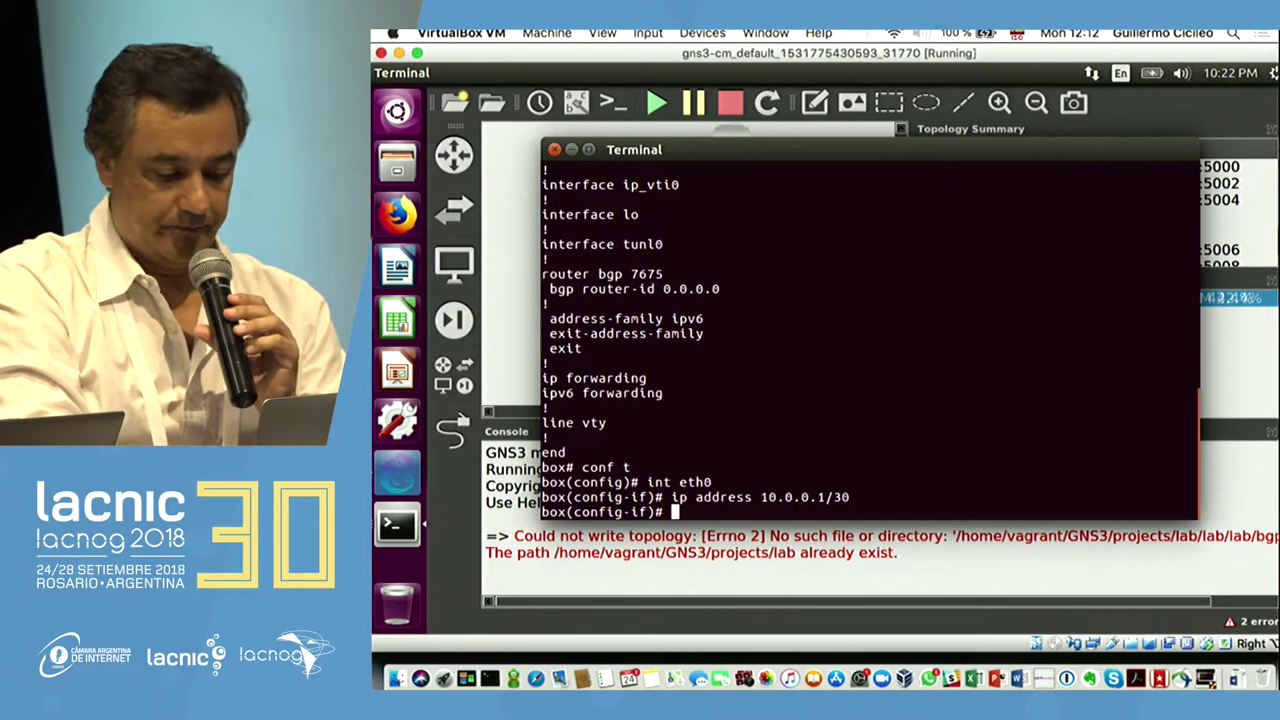 VirtualBox VM Machine View Input Devices Window Help 100 % Mon 12:12 Guillermo Cicileo
gns3-cm_default_1531775430593_31770 [Running]
Terminal En 10:22 PM
Topology Summary
Terminal
!
interface ip_vti0
!
interface lo
!
interface tunl0
!
router bgp 7675
bgp router-id 0.0.0.0
!
address-family ipv6
exit-address-family
exit
!
ip forwarding
ipv6 forwarding
!
line vty
!
end
box# conf t
box(config)# int eth0
box(config-if)# ip address 10.0.0.1/30
box(config-if)#
:5000
:5002
:5004
:5006
:5008
Console
GNS3 m
Runnin
Copyrig
Use Hel
=> Could not write topology: [Errno 2] No such file or directory: '/home/vagrant/GNS3/projects/lab/lab/lab/bgp
The path /home/vagrant/GNS3/projects/lab already exist.
2 error
Right
lacnic 30
lacnog 2018
24/28 SETIEMBRE 2018
ROSARIO•ARGENTINA
CÁMARA ARGENTINA
DE INTERNET
lacnic
lacnog